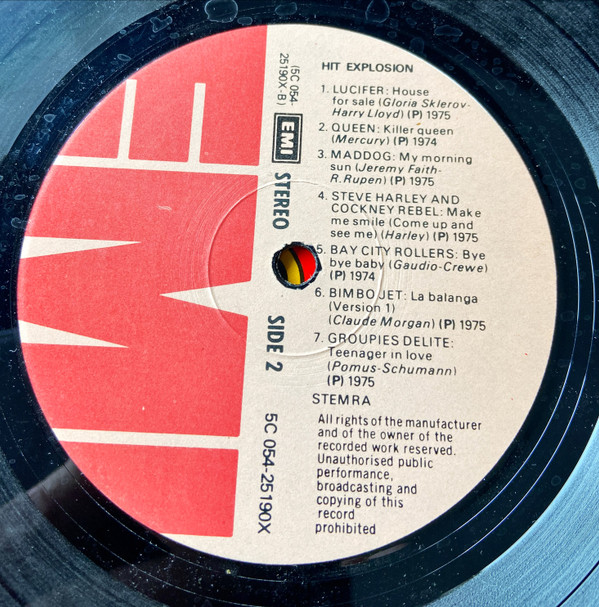 HIT EXPLOSION
1. LUCIFER: House
for sale (Gloria Sklerov-
Harry Lloyd) (P) 1975
2. QUEEN: Killer queen
(Mercury) (P) 1974
3. MADDOG: My morning
sun (Jeremy Faith-
R.Rupen) (P) 1975
4. STEVE HARLEY AND
COCKNEY REBEL: Make
me smile (Come up and
see me) (Harley) (P) 1975
5. BAY CITY ROLLERS: Bye
bye baby (Gaudio-Crewe)
(P) 1974
6. BIMBO JET: La balanga
(Version 1)
(Claude Morgan) (P) 1975
7. GROUPIES DELITE:
Teenager in love
(Pomus-Schumann)
(P) 1975
STEMRA
All rights of the manufacturer
and of the owner of the
recorded work reserved.
Unauthorised public
performance,
broadcasting and
copying of this
record
prohibited
(5C 054-
25190X-B)
EMI STEREO SIDE 2
5C 054-25190X
EMI